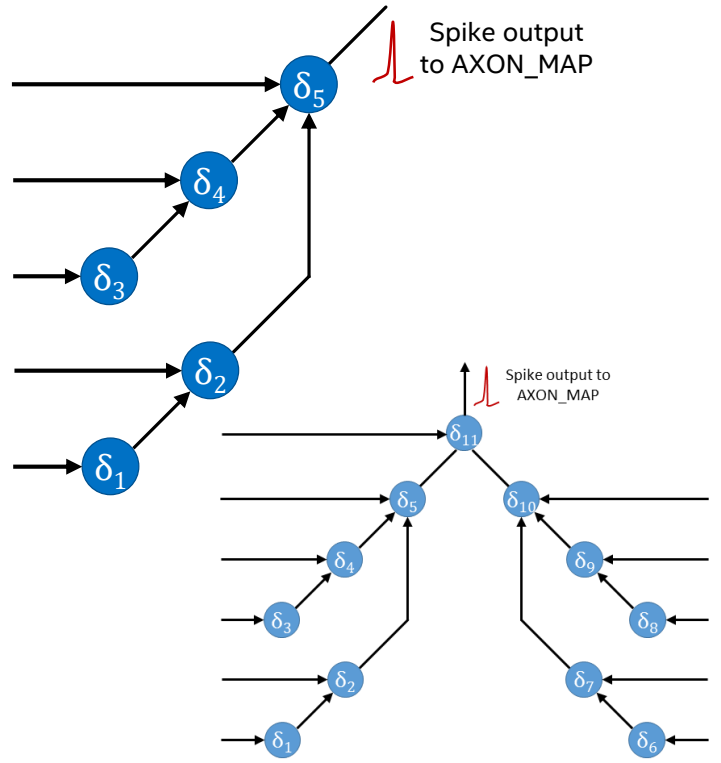 Spike output
to AXON_MAP
δ5
δ4
δ3
δ2
δ1
Spike output to
AXON_MAP
δ11
δ5
δ10
δ4
δ9
δ3
δ8
δ2
δ7
δ1
δ6